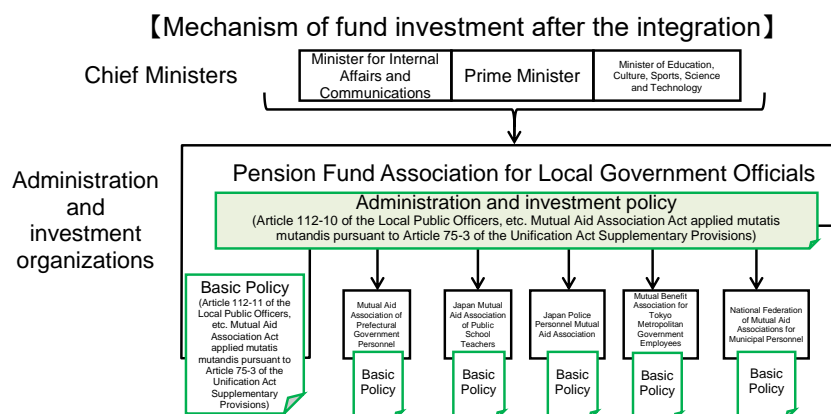 【Mechanism of fund investment after the integration】
Chief Ministers
Minister for Internal
Affairs and
Communications
Prime Minister
Minister of Education,
Culture, Sports, Science
and Technology
Administration
and
investment
organizations
Pension Fund Association for Local Government Officials
Administration and investment policy
(Article 112-10 of the Local Public Officers, etc. Mutual Aid Association Act applied mutatis
mutandis pursuant to Article 75-3 of the Unification Act Supplementary Provisions)
Basic Policy
(Article 112-11 of the
Local Public Officers,
etc. Mutual Aid
Association Act
applied mutatis
mutandis pursuant to
Article 75-3 of the
Unification Act
Supplementary
Provisions)
Mutual Aid
Association of
Prefectural
Government
Personnel
Basic
Policy
Japan Mutual
Aid Association
of Public
School
Teachers
Basic
Policy
Japan Police
Personnel Mutual
Aid Association
Basic
Policy
Mutual Benefit
Association for
Tokyo
Metropolitan
Government
Employees
Basic
Policy
National Federation
of Mutual Aid
Associations for
Municipal Personnel
Basic
Policy